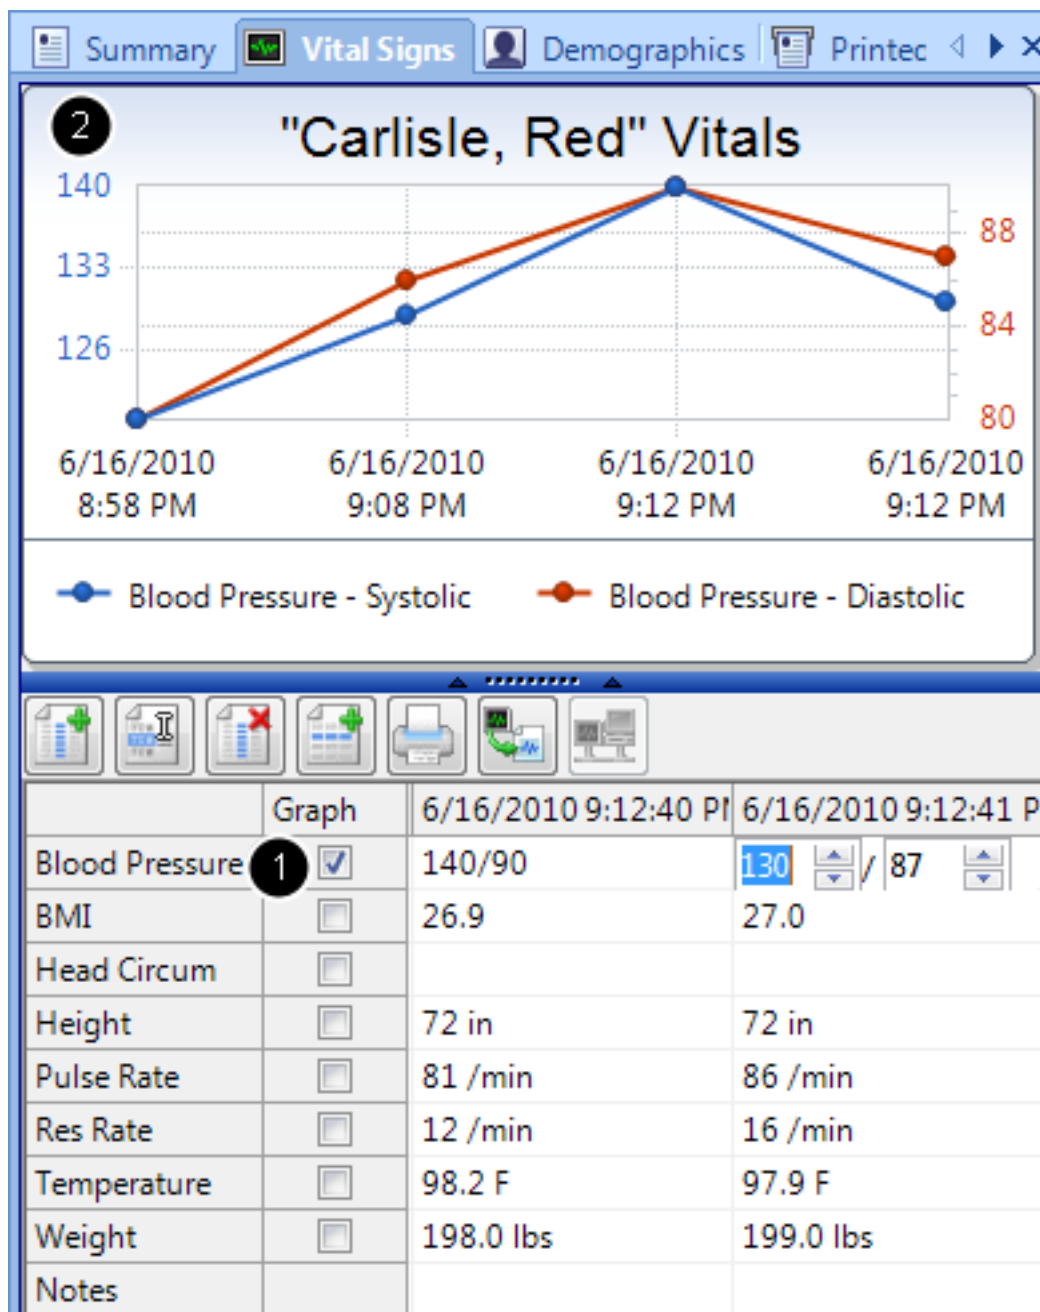 Summary Vital Signs Demographics Printec
2
"Carlisle, Red" Vitals
140
133
126
88
84
80
6/16/2010 6/16/2010 6/16/2010 6/16/2010
8:58 PM 9:08 PM 9:12 PM 9:12 PM
Blood Pressure - Systolic Blood Pressure - Diastolic
Graph 6/16/2010 9:12:40 PM 6/16/2010 9:12:41 P
Blood Pressure 1 140/90 130 / 87
BMI 26.9 27.0
Head Circum
Height 72 in 72 in
Pulse Rate 81 /min 86 /min
Res Rate 12 /min 16 /min
Temperature 98.2 F 97.9 F
Weight 198.0 lbs 199.0 lbs
Notes